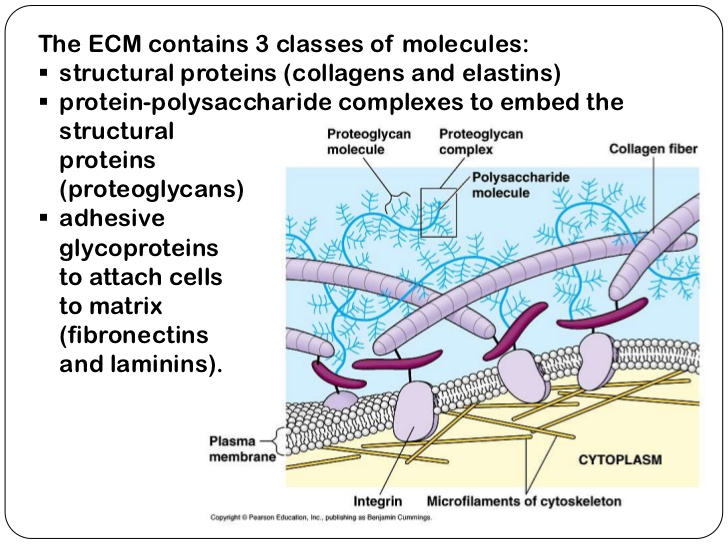 The ECM contains 3 classes of molecules:
▪ structural proteins (collagens and elastins)
▪ protein-polysaccharide complexes to embed the
structural
proteins
(proteoglycans)
▪ adhesive
glycoproteins
to attach cells
to matrix
(fibronectins
and laminins).
Proteoglycan
molecule
Proteoglycan
complex
Collagen fiber
Polysaccharide
molecule
Plasma
membrane
CYTOPLASM
Integrin
Microfilaments of cytoskeleton
Copyright © Pearson Education, Inc., publishing as Benjamin Cummings.